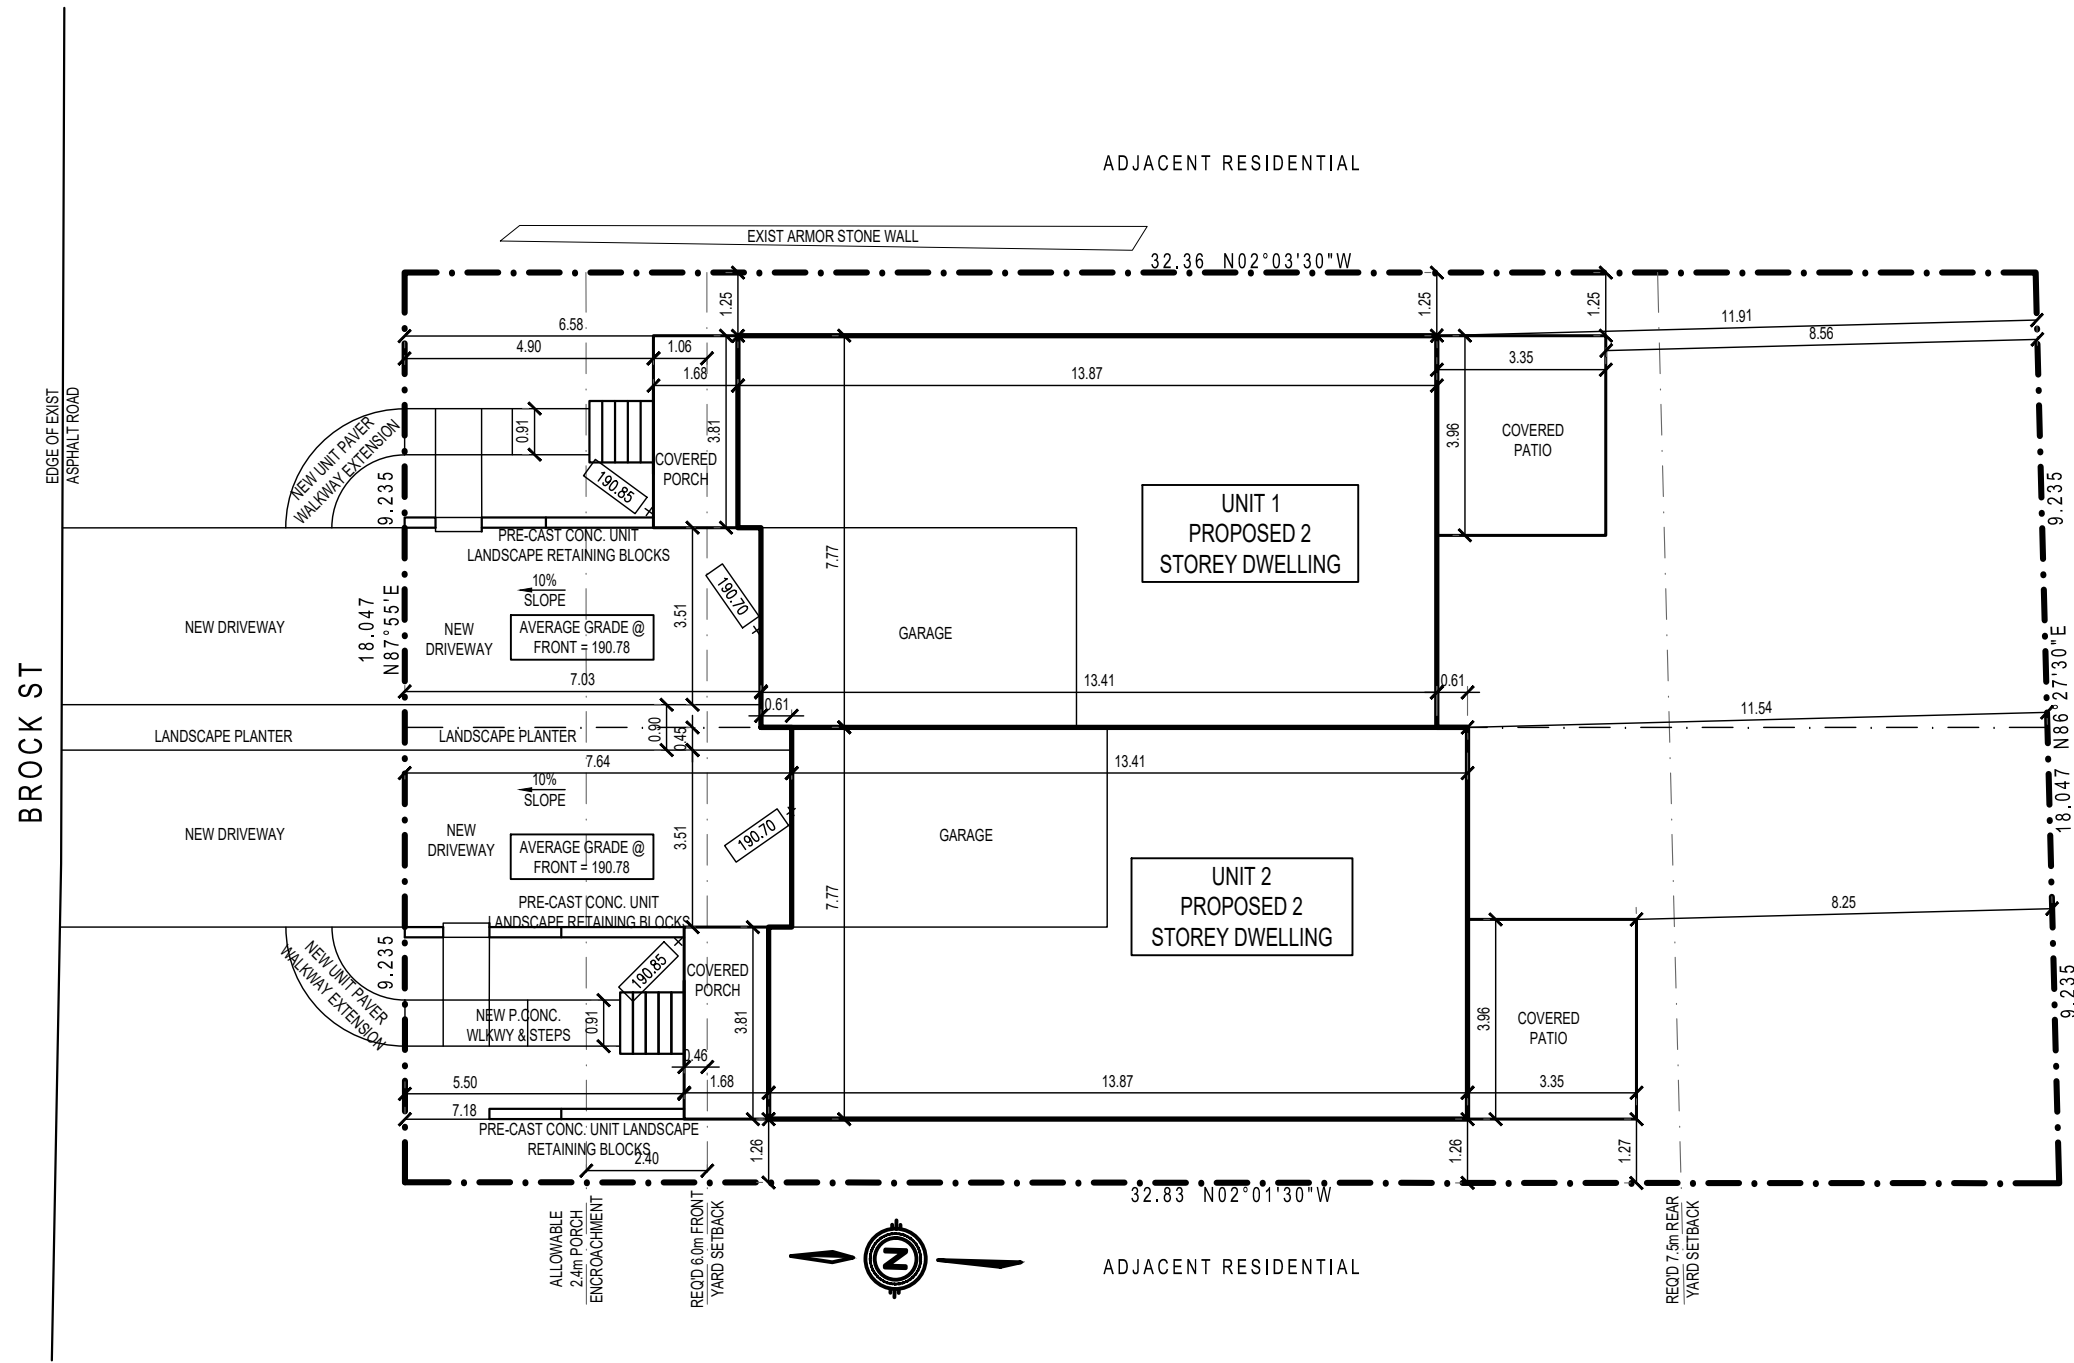 ADJACENT RESIDENTIAL
EXIST ARMOR STONE WALL
32.36 N02°03'30"W
1.25
1.25
1.25
6.58
11.91
4.90
1.06
8.56
1.68
13.87
3.35
EDGE OF EXIST
ASPHALT ROAD
NEW UNIT PAVER
WALKWAY EXTENSION
0.91
3.81
3.96
COVERED
PORCH
COVERED
PATIO
190.85
9.235
9.235
UNIT 1
PROPOSED 2
STOREY DWELLING
PRE-CAST CONC. UNIT
LANDSCAPE RETAINING BLOCKS
7.77
10%
SLOPE
190.70
3.51
18.047
N87°55'E
NEW DRIVEWAY
NEW
DRIVEWAY
AVERAGE GRADE @
FRONT = 190.78
GARAGE
7.03
13.41
0.61
0.61
11.54
N86°27'30"E
18.047
BROCK ST
LANDSCAPE PLANTER
LANDSCAPE PLANTER
0.90
0.45
7.64
13.41
10%
SLOPE
NEW DRIVEWAY
NEW
DRIVEWAY
AVERAGE GRADE @
FRONT = 190.78
3.51
190.70
GARAGE
7.77
UNIT 2
PROPOSED 2
STOREY DWELLING
8.25
PRE-CAST CONC. UNIT
LANDSCAPE RETAINING BLOCKS
9.235
9.235
NEW UNIT PAVER
WALKWAY EXTENSION
190.85
COVERED
PORCH
NEW P.CONC.
WLKWY & STEPS
0.91
3.81
3.96
COVERED
PATIO
0.46
5.50
1.68
13.87
3.35
7.18
PRE-CAST CONC. UNIT LANDSCAPE
RETAINING BLOCKS
2.40
1.26
1.26
1.27
32.83 N02°01'30"W
ALLOWABLE
2.4m PORCH
ENCROACHMENT
REQ'D 6.0m FRONT
YARD SETBACK
N
ADJACENT RESIDENTIAL
REQ'D 7.5m REAR
YARD SETBACK